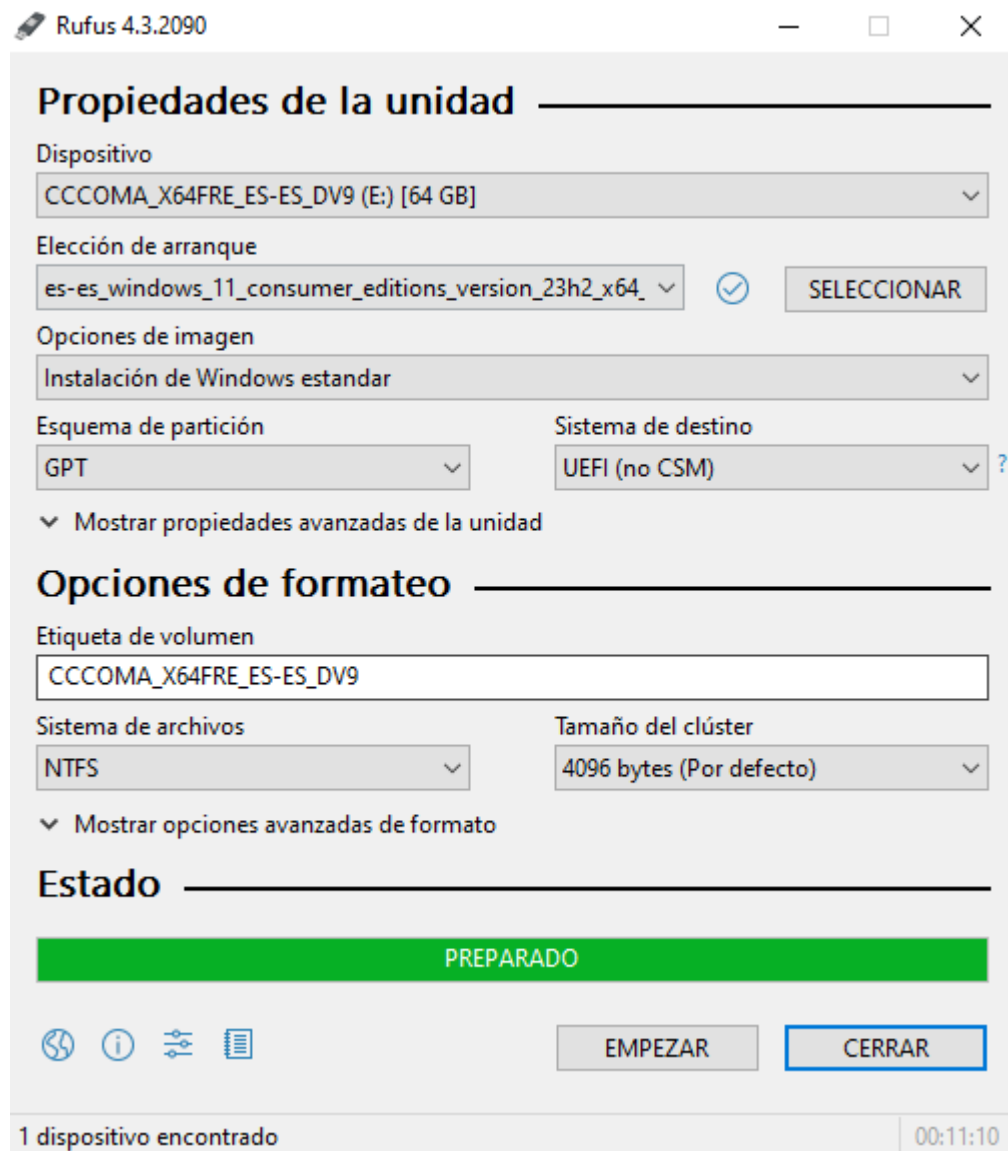 Rufus 4.3.2090
Propiedades de la unidad
Dispositivo
CCCOMA_X64FRE_ES-ES_DV9 (E:) [64 GB]
Elección de arranque
es-es_windows_11_consumer_editions_version_23h2_x64_
SELECCIONAR
Opciones de imagen
Instalación de Windows estandar
Esquema de partición
Sistema de destino
GPT
UEFI (no CSM)
?
Mostrar propiedades avanzadas de la unidad
Opciones de formateo
Etiqueta de volumen
CCCOMA_X64FRE_ES-ES_DV9
Sistema de archivos
Tamaño del clúster
NTFS
4096 bytes (Por defecto)
Mostrar opciones avanzadas de formato
Estado
PREPARADO
EMPEZAR
CERRAR
1 dispositivo encontrado
00:11:10